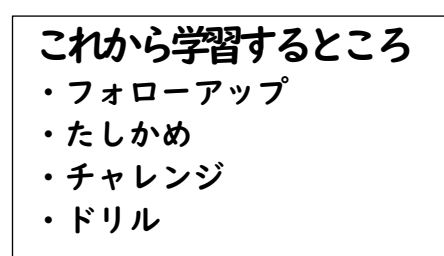 これから学習するところ
・フォローアップ
・たしかめ
・チャレンジ
・ドリル